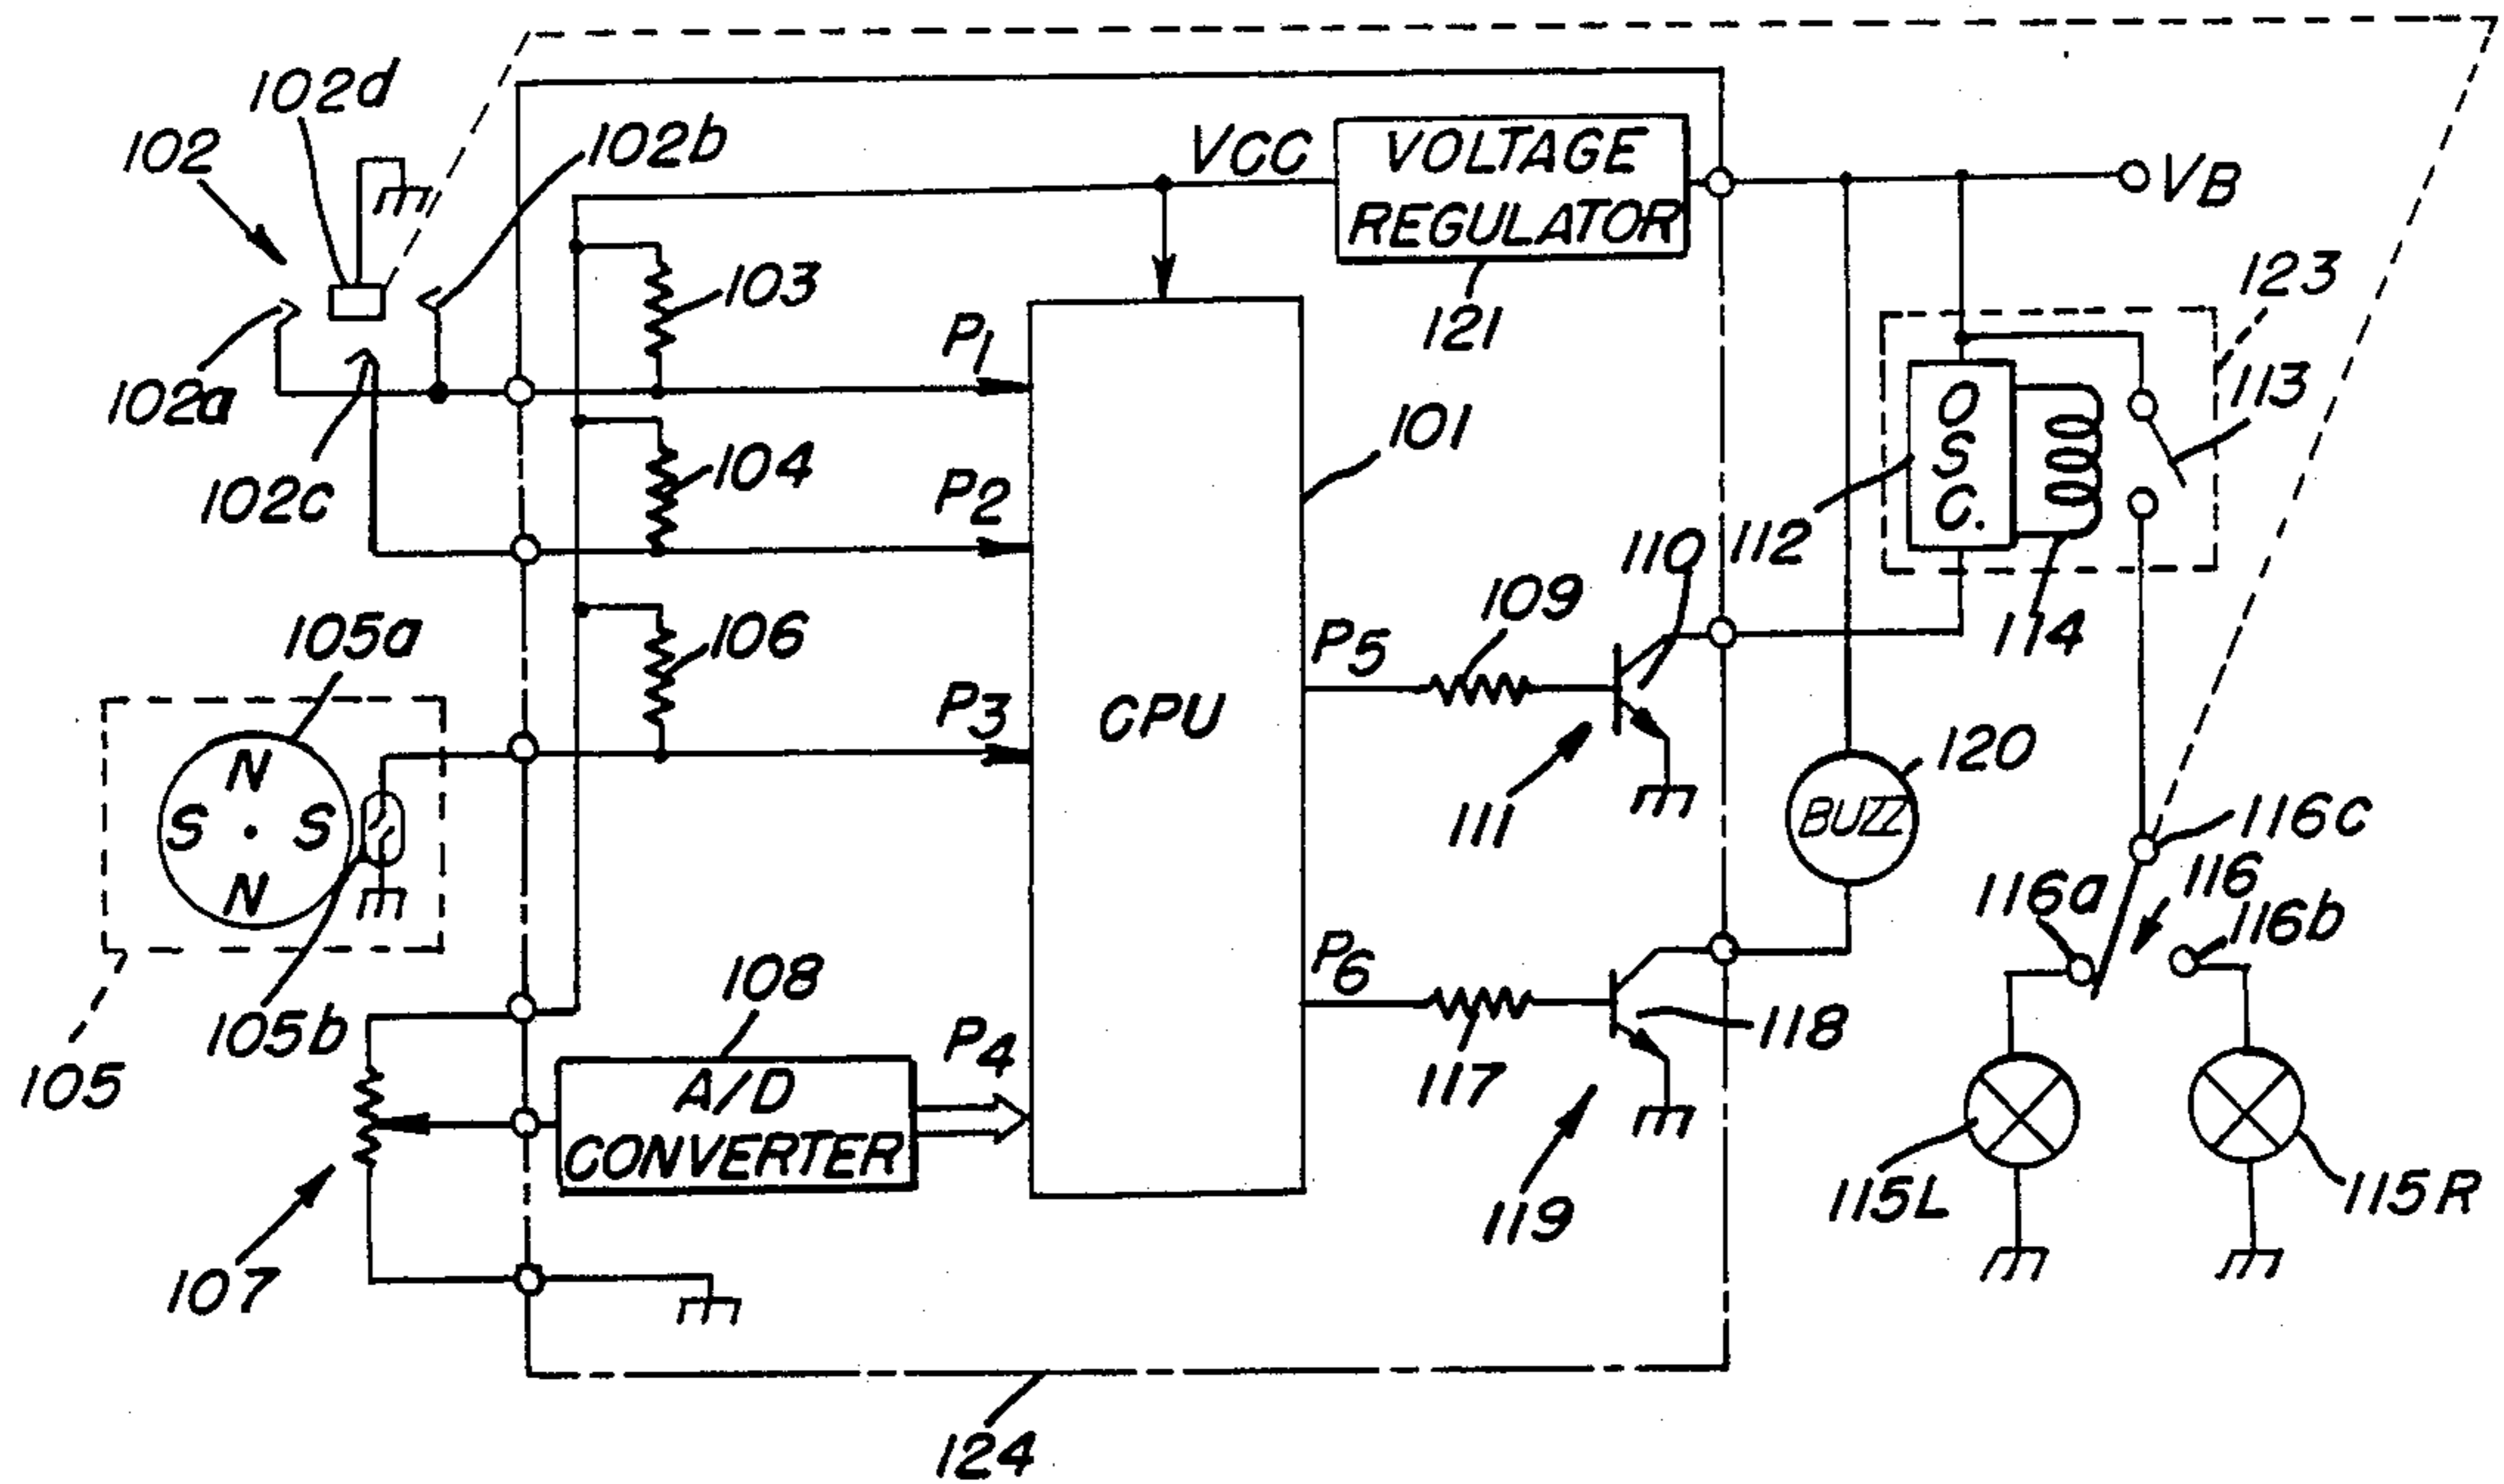 102d
102
102b
VCC
VOLTAGE
REGULATOR
VB
103
121
123
P1
102a
O
S
C.
113
101
104
P2
102c
110
112
109
105a
106
P5
114
P3
CPU
N
S
S
N
111
120
BUZZ
116c
116a
116
116b
108
P6
105b
P4
118
105
A/D
CONVERTER
117
115L
115R
119
107
124